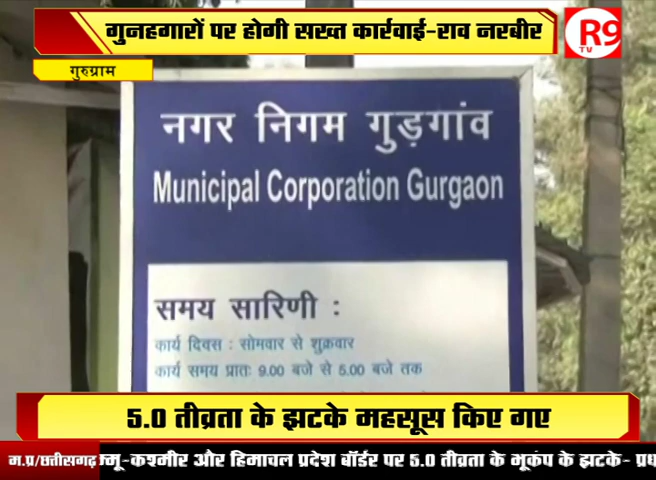 गुनहगारों पर होगी सख्त कार्रवाई-राव नरबीर
R9
TV
गुरुग्राम
नगर निगम गुड़गांव
Municipal Corporation Gurgaon
समय सारिणी :
कार्य दिवस : सोमवार से शुक्रवार
कार्य समय प्रातः 9.00 बजे से 5.00 बजे तक
5.0 तीव्रता के झटके महसूस किए गए
म.प्र/छत्तीसगढ़
-कश्मीर और हिमाचल प्रदेश बॉर्डर पर 5.0 तीव्रता के भूकंप के झटके-